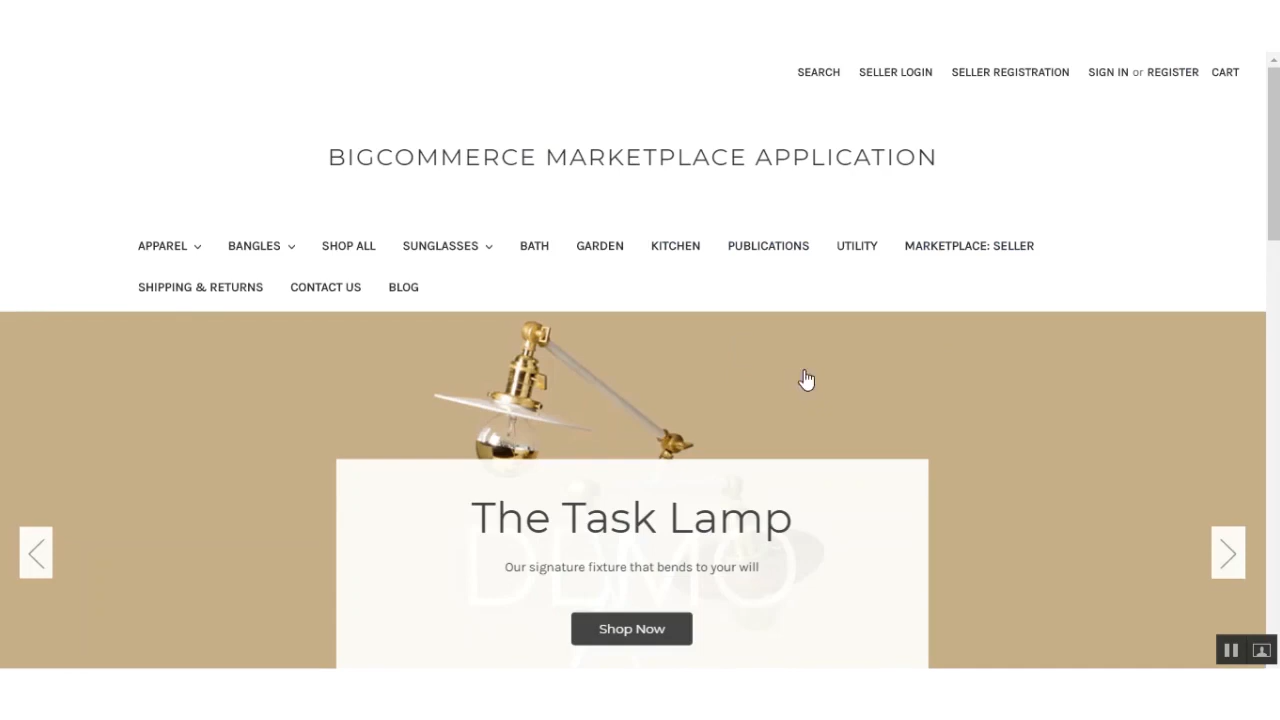 SEARCH SELLER LOGIN SELLER REGISTRATION SIGN IN or REGISTER CART
BIGCOMMERCE MARKETPLACE APPLICATION
APPAREL BANGLES SHOP ALL SUNGLASSES BATH GARDEN KITCHEN PUBLICATIONS UTILITY MARKETPLACE: SELLER
SHIPPING & RETURNS CONTACT US BLOG
The Task Lamp
DEMO
Our signature fixture that bends to your will
Shop Now